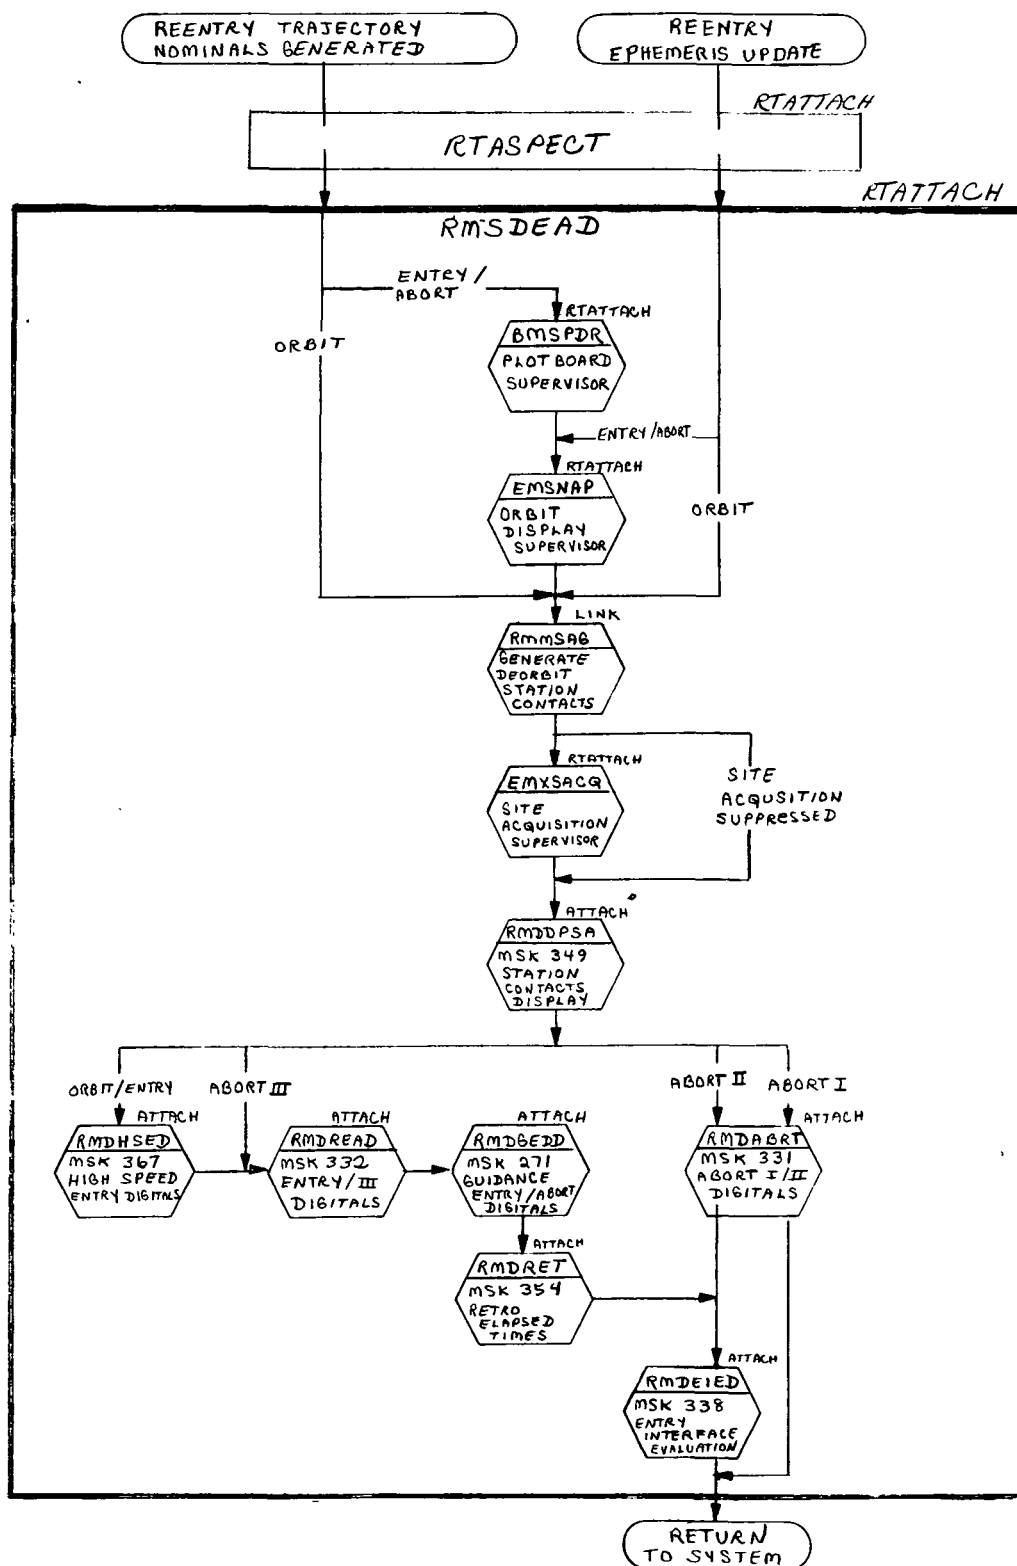 REENTRY TRAJECTORY
NOMINALS GENERATED
REENTRY
EPHEMERIS UPDATE
RTATTACH
RTASPECT
RTATTACH
RMSDEAD
ENTRY/
ABORT
ORBIT
RTATTACH
BMSPDR
PLOT BOARD
SUPERVISOR
ENTRY/ABORT
RTATTACH
EMSNAP
ORBIT
DISPLAY
SUPERVISOR
ORBIT
LINK
RMMSAG
GENERATE
DEORBIT
STATION
CONTACTS
RTATTACH
EMXSACQ
SITE
ACQUISITION
SUPERVISOR
SITE
ACQUSITION
SUPPRESSED
ATTACH
RMDDPSA
MSK 349
STATION
CONTACTS
DISPLAY
ORBIT/ENTRY
ABORT III
ABORT II
ABORT I
ATTACH
RMDHSED
MSK 367
HIGH SPEED
ENTRY DIGITALS
ATTACH
RMDREAD
MSK 332
ENTRY/III
DIGITALS
ATTACH
RMDGEDD
MSK 271
GUIDANCE
ENTRY/ABORT
DIGITALS
ATTACH
RMDABRT
MSK 331
ABORT I/II
DIGITALS
ATTACH
RMDRET
MSK 354
RETRO
ELAPSED
TIMES
ATTACH
RMDEIED
MSK 338
ENTRY
INTERFACE
EVALUATION
RETURN
TO SYSTEM